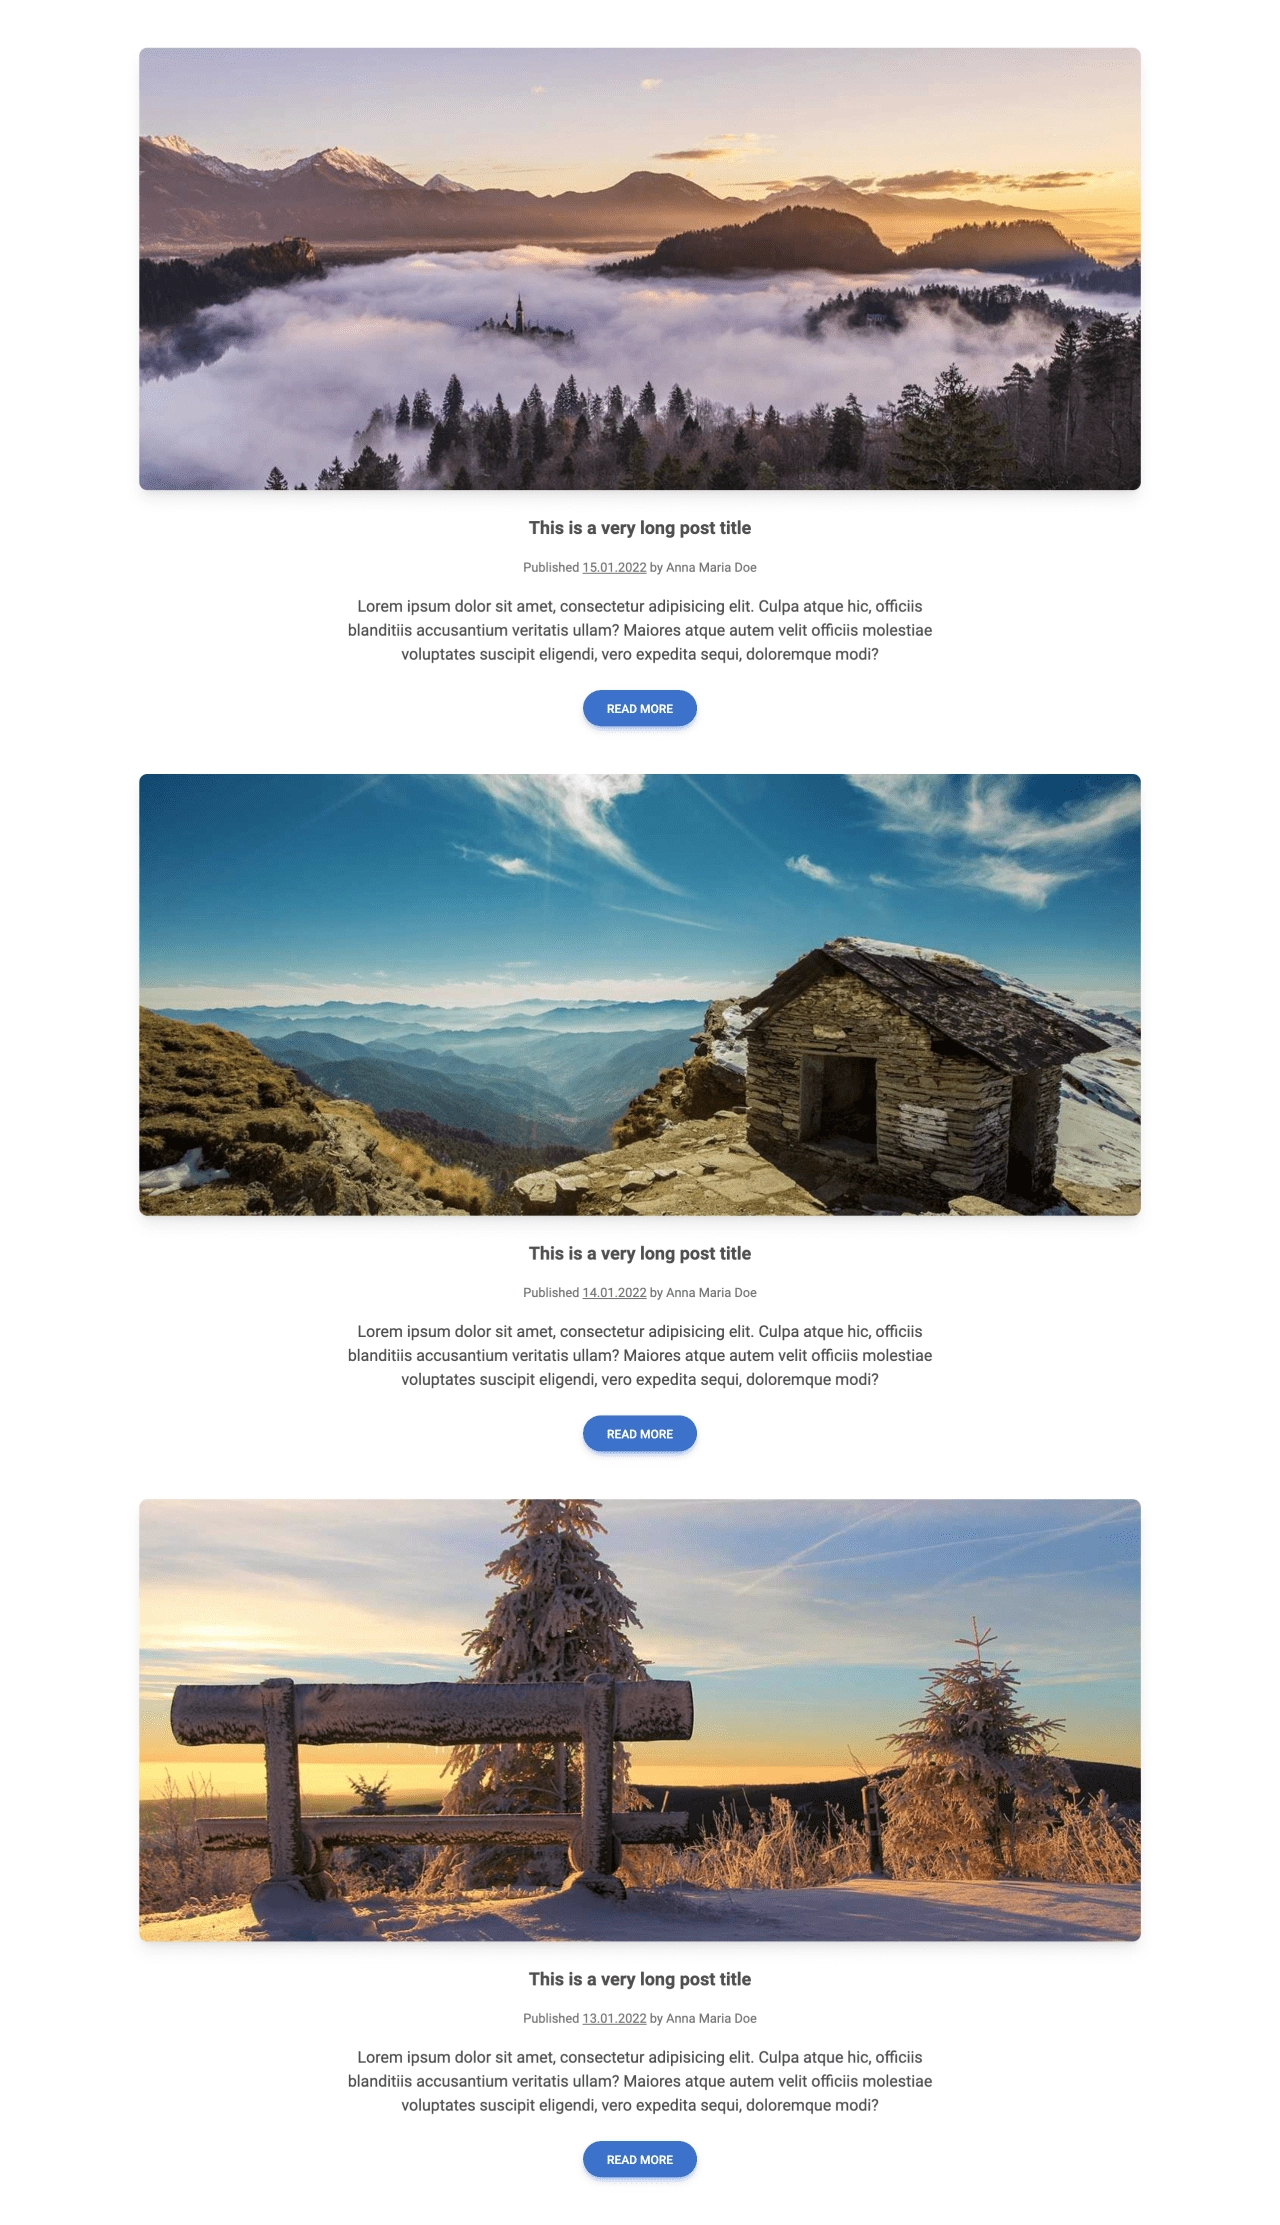 This is a very long post title
Published 15.01.2022 by Anna Maria Doe
Lorem ipsum dolor sit amet, consectetur adipisicing elit. Culpa atque hic, officiis
blanditiis accusantium veritatis ullam? Maiores atque autem velit officiis molestiae
voluptates suscipit eligendi, vero expedita sequi, doloremque modi?
READ MORE
This is a very long post title
Published 14.01.2022 by Anna Maria Doe
Lorem ipsum dolor sit amet, consectetur adipisicing elit. Culpa atque hic, officiis
blanditiis accusantium veritatis ullam? Maiores atque autem velit officiis molestiae
voluptates suscipit eligendi, vero expedita sequi, doloremque modi?
READ MORE
This is a very long post title
Published 13.01.2022 by Anna Maria Doe
Lorem ipsum dolor sit amet, consectetur adipisicing elit. Culpa atque hic, officiis
blanditiis accusantium veritatis ullam? Maiores atque autem velit officiis molestiae
voluptates suscipit eligendi, vero expedita sequi, doloremque modi?
READ MORE